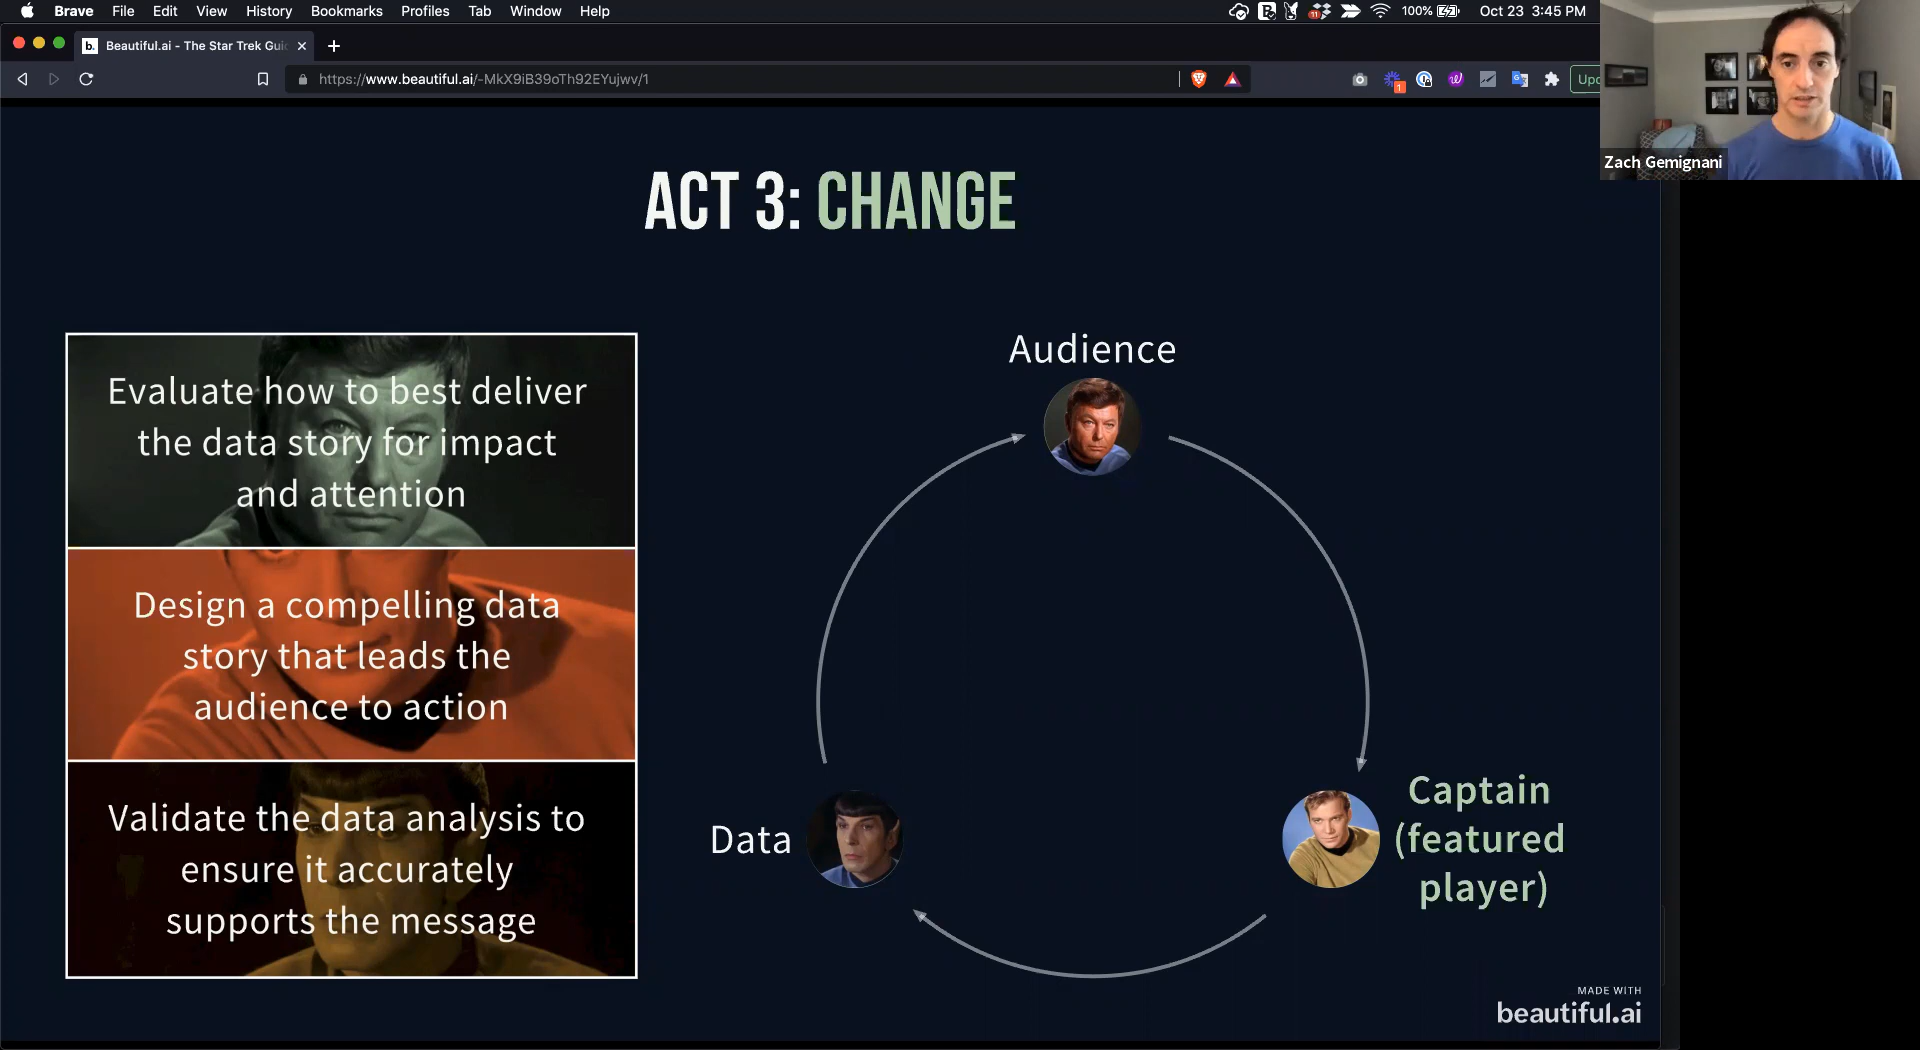 Brave File Edit View History Bookmarks Profiles Tab Window Help
11
100%
Oct 23 3:45 PM
b. Beautiful.ai - The Star Trek Gui
https://www.beautiful.ai/-MkX9iB39oTh92EYujwv/1
1
Upd
Zach Gemignani
ACT 3: CHANGE
Evaluate how to best deliver
the data story for impact
and attention
Design a compelling data
story that leads the
audience to action
Validate the data analysis to
ensure it accurately
supports the message
Audience
Data
Captain
(featured
player)
MADE WITH
beautiful.ai